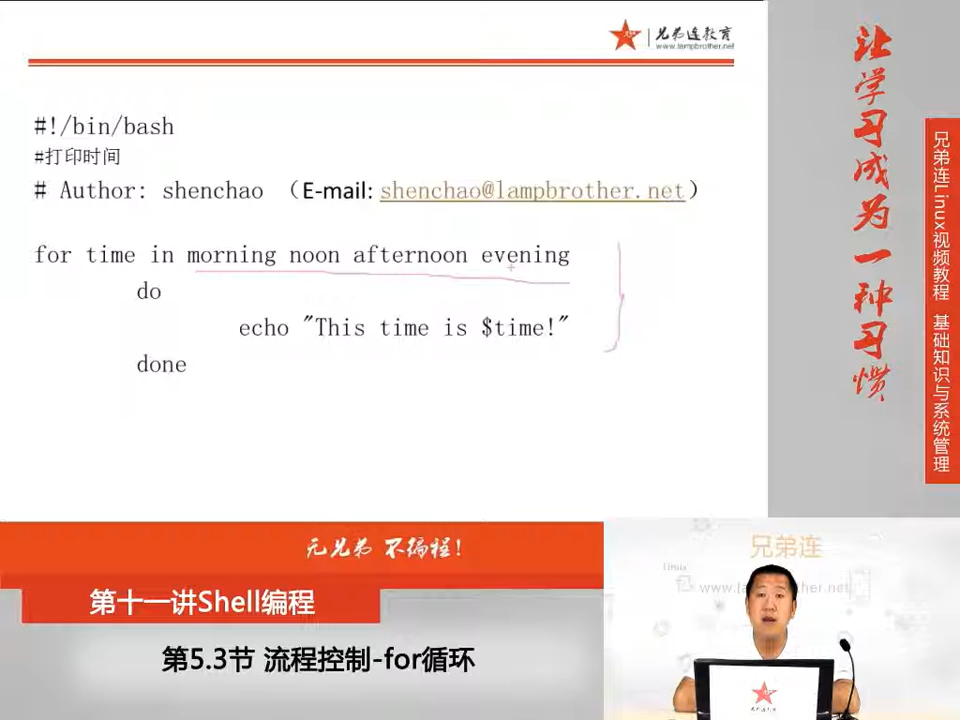 兄弟连教育
www.lampbrother.net
#!/bin/bash
#打印时间
# Author: shenchao （E-mail: shenchao@lampbrother.net）
for time in morning noon afternoon evening
do
echo "This time is $time!"
done
让学习成为一种习惯
兄弟连Linux视频教程 基础知识与系统管理
无兄弟 不编程!
第十一讲Shell编程
第5.3节 流程控制-for循环
兄弟连
Linux